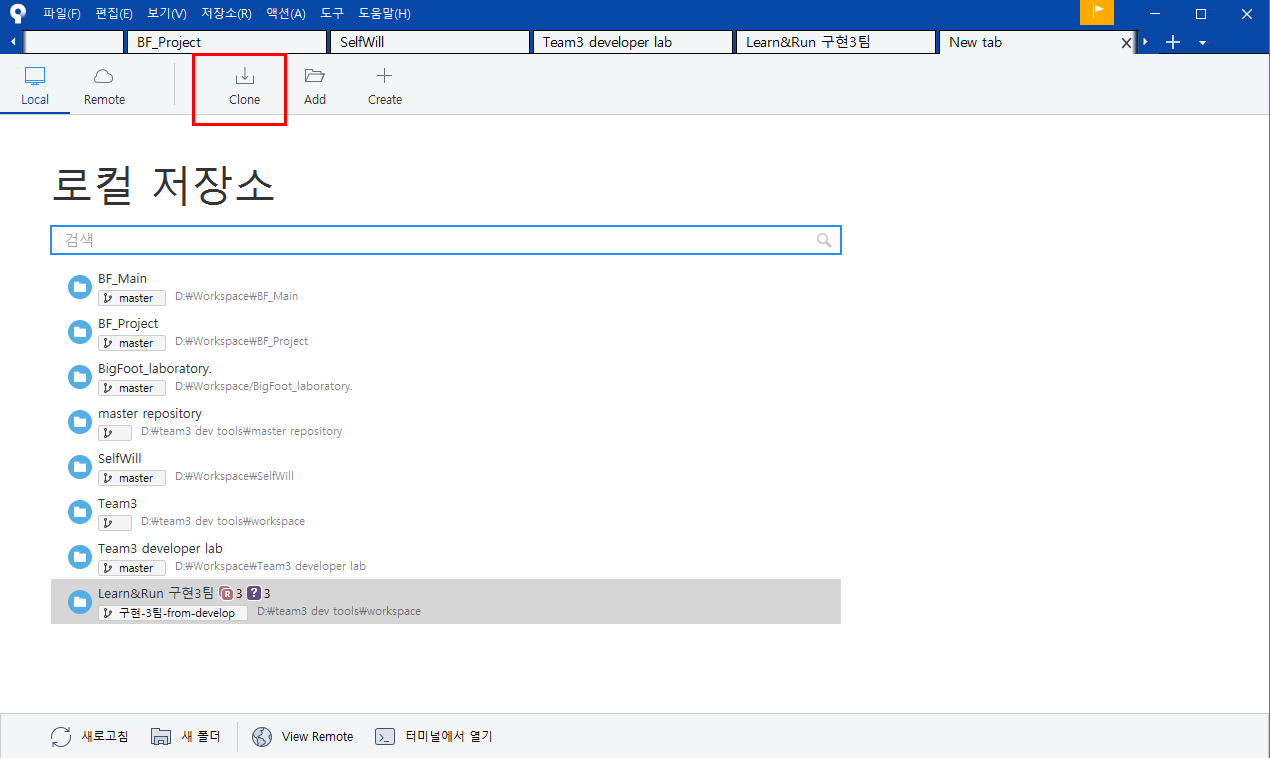 파일(F) 편집(E) 보기(V) 저장소(R) 액션(A) 도구 도움말(H)
BF_Project SelfWill Team3 developer lab Learn&Run 구현3팀 New tab
Local Remote Clone Add Create
로컬 저장소
검색
BF_Main
master D:₩Workspace₩BF_Main
BF_Project
master D:₩Workspace₩BF_Project
BigFoot_laboratory.
master D:₩Workspace/BigFoot_laboratory.
master repository
D:₩team3 dev tools₩master repository
SelfWill
master D:₩Workspace₩SelfWill
Team3
D:₩team3 dev tools₩workspace
Team3 developer lab
master D:₩Workspace₩Team3 developer lab
Learn&Run 구현3팀 R 3 ? 3
구현-3팀-from-develop D:₩team3 dev tools₩workspace
새로고침 새 폴더 View Remote 터미널에서 열기